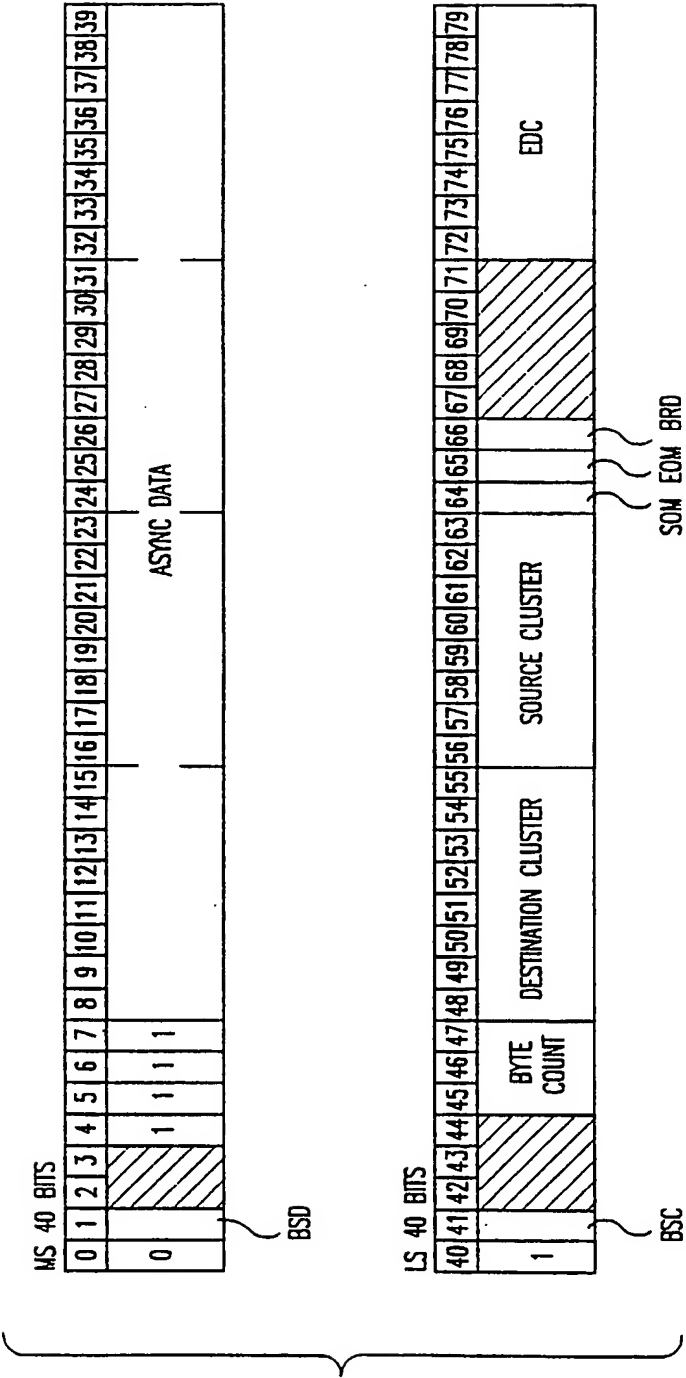 MS 40 BITS
0 1 2 3 4 5 6 7 8 9 10 11 12 13 14 15 16 17 18 19 20 21 22 23 24 25 26 27 28 29 30 31 32 33 34 35 36 37 38 39
0 1 1 1 1 ASYNC DATA
BSD
LS 40 BITS
40 41 42 43 44 45 46 47 48 49 50 51 52 53 54 55 56 57 58 59 60 61 62 63 64 65 66 67 68 69 70 71 72 73 74 75 76 77 78 79
1 BYTE COUNT DESTINATION CLUSTER SOURCE CLUSTER EDC
BSC SOM EOM BRD